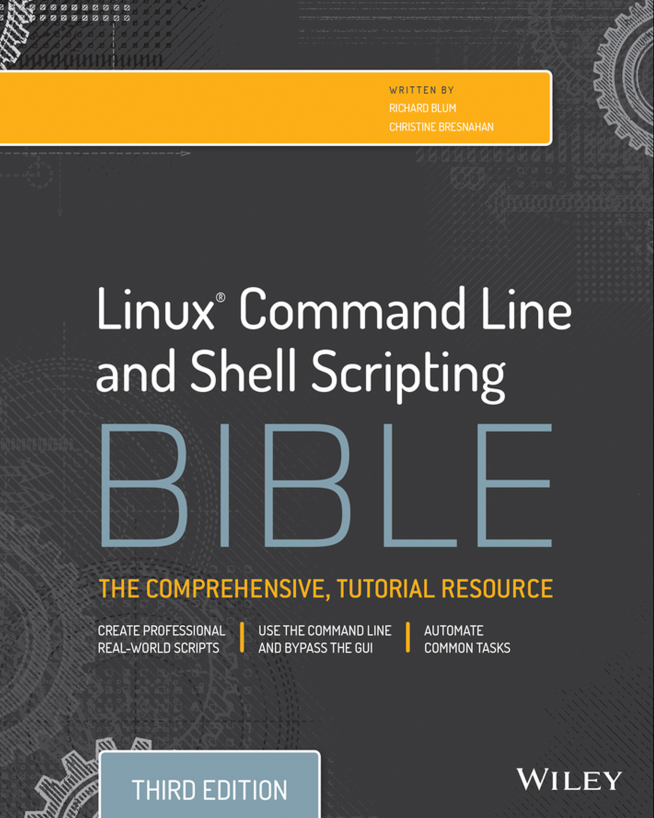 WRITTEN BY
RICHARD BLUM
CHRISTINE BRESNAHAN
Linux® Command Line
and Shell Scripting
BIBLE
THE COMPREHENSIVE, TUTORIAL RESOURCE
CREATE PROFESSIONAL
REAL-WORLD SCRIPTS
USE THE COMMAND LINE
AND BYPASS THE GUI
AUTOMATE
COMMON TASKS
THIRD EDITION
WILEY